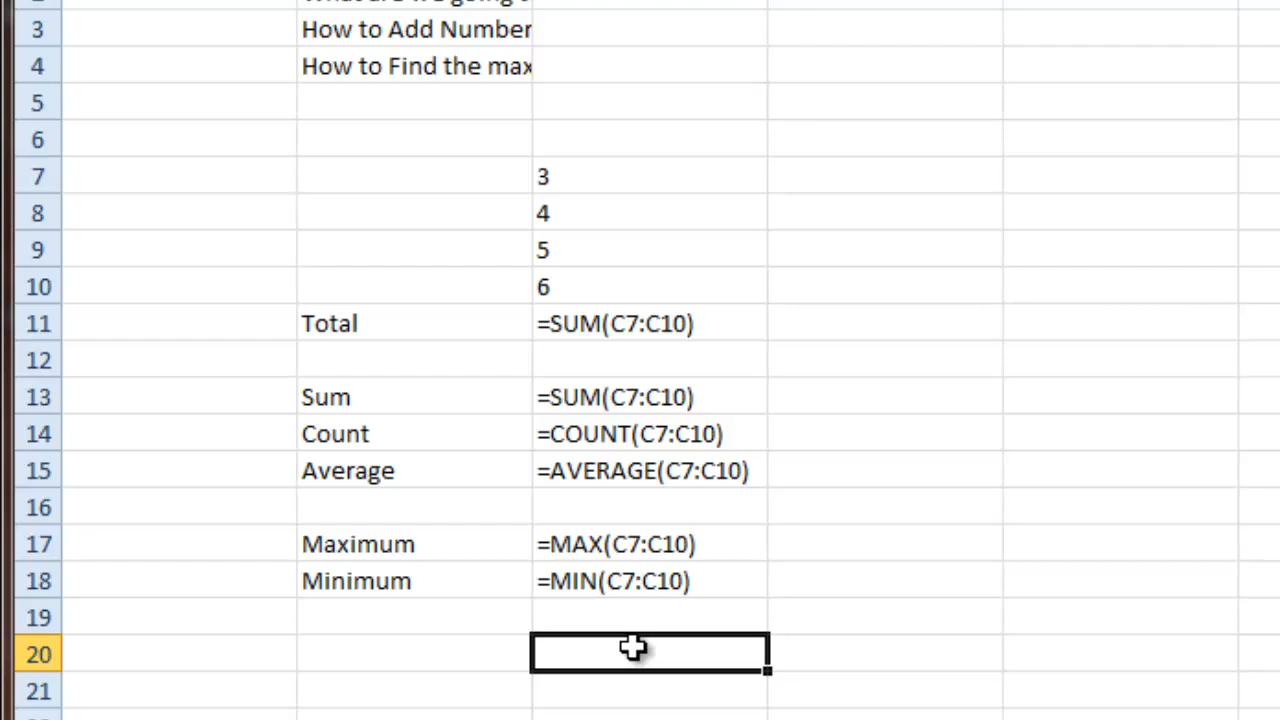 3 How to Add Number
4 How to Find the max
5
6
7 3
8 4
9 5
10 6
11 Total =SUM(C7:C10)
12
13 Sum =SUM(C7:C10)
14 Count =COUNT(C7:C10)
15 Average =AVERAGE(C7:C10)
16
17 Maximum =MAX(C7:C10)
18 Minimum =MIN(C7:C10)
19
20
21